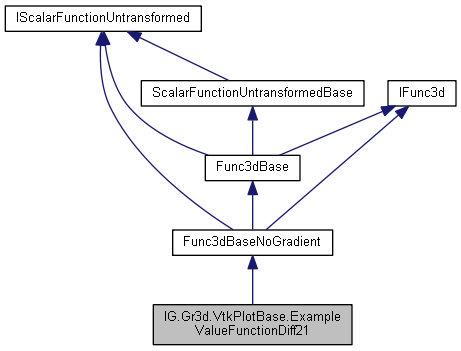 IScalarFunctionUntransformed
ScalarFunctionUntransformedBase
IFunc3d
Func3dBase
Func3dBaseNoGradient
IG.Gr3d.VtkPlotBase.Example
ValueFunctionDiff21